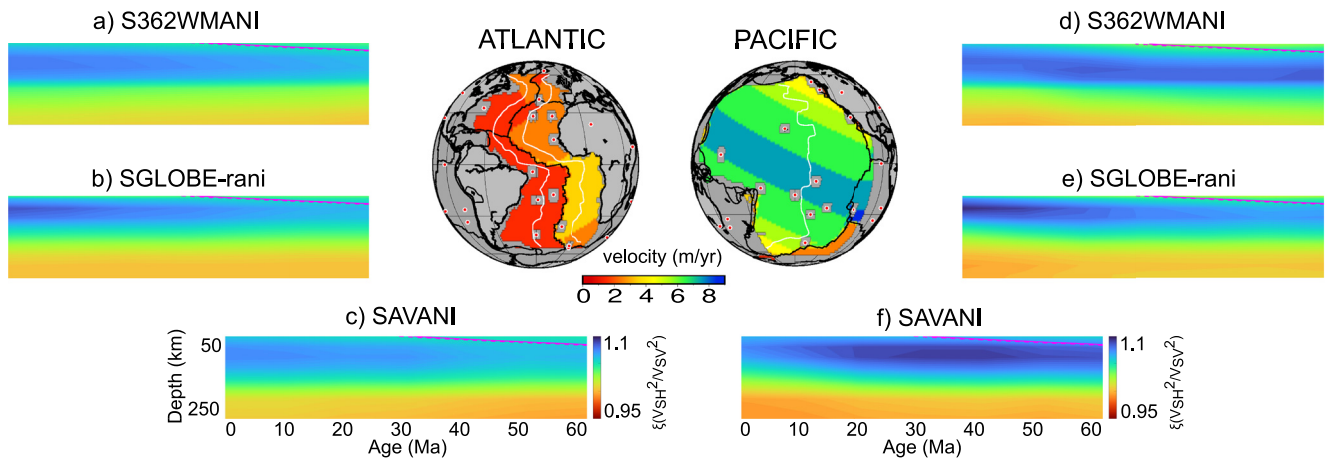 a) S362WMANI
d) S362WMANI
ATLANTIC
PACIFIC
b) SGLOBE-rani
e) SGLOBE-rani
velocity (m/yr)
0 2 4 6 8
c) SAVANI
Depth (km)
50
250
0 10 20 30 40 50 60
Age (Ma)
1.1
0.95
ξ(VSH²/VSV²)
f) SAVANI
0 10 20 30 40 50 60
Age (Ma)
1.1
0.95
ξ(VSH²/VSV²)